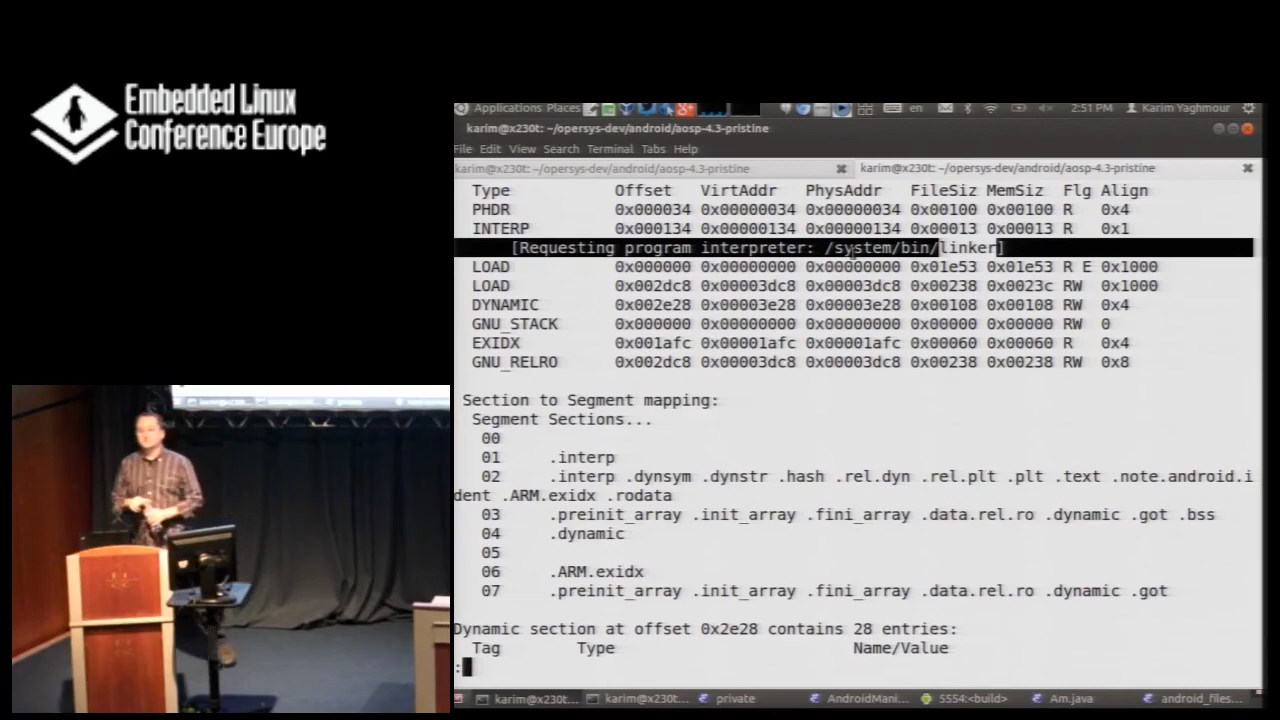 Embedded Linux
Conference Europe
Applications Places en 2:51 PM Karim Yaghmour
karim@x230t: ~/opersys-dev/android/aosp-4.3-pristine
File Edit View Search Terminal Tabs Help
karim@x230t: ~/opersys-dev/android/aosp-4.3-pristine karim@x230t: ~/opersys-dev/android/aosp-4.3-pristine
Type Offset VirtAddr PhysAddr FileSiz MemSiz Flg Align
PHDR 0x000034 0x00000034 0x00000034 0x00100 0x00100 R 0x4
INTERP 0x000134 0x00000134 0x00000134 0x00013 0x00013 R 0x1
[Requesting program interpreter: /system/bin/linker]
LOAD 0x000000 0x00000000 0x00000000 0x01e53 0x01e53 R E 0x1000
LOAD 0x002dc8 0x00003dc8 0x00003dc8 0x00238 0x0023c RW 0x1000
DYNAMIC 0x002e28 0x00003e28 0x00003e28 0x00108 0x00108 RW 0x4
GNU_STACK 0x000000 0x00000000 0x00000000 0x00000 0x00000 RW 0
EXIDX 0x001afc 0x00001afc 0x00001afc 0x00060 0x00060 R 0x4
GNU_RELRO 0x002dc8 0x00003dc8 0x00003dc8 0x00238 0x00238 RW 0x8
Section to Segment mapping:
Segment Sections...
00
01 .interp
02 .interp .dynsym .dynstr .hash .rel.dyn .rel.plt .plt .text .note.android.i
dent .ARM.exidx .rodata
03 .preinit_array .init_array .fini_array .data.rel.ro .dynamic .got .bss
04 .dynamic
05
06 .ARM.exidx
07 .preinit_array .init_array .fini_array .data.rel.ro .dynamic .got
Dynamic section at offset 0x2e28 contains 28 entries:
Tag Type Name/Value
:
karim@x230t... karim@x230t... private AndroidMani... 5554:<build> Am.java android_files...